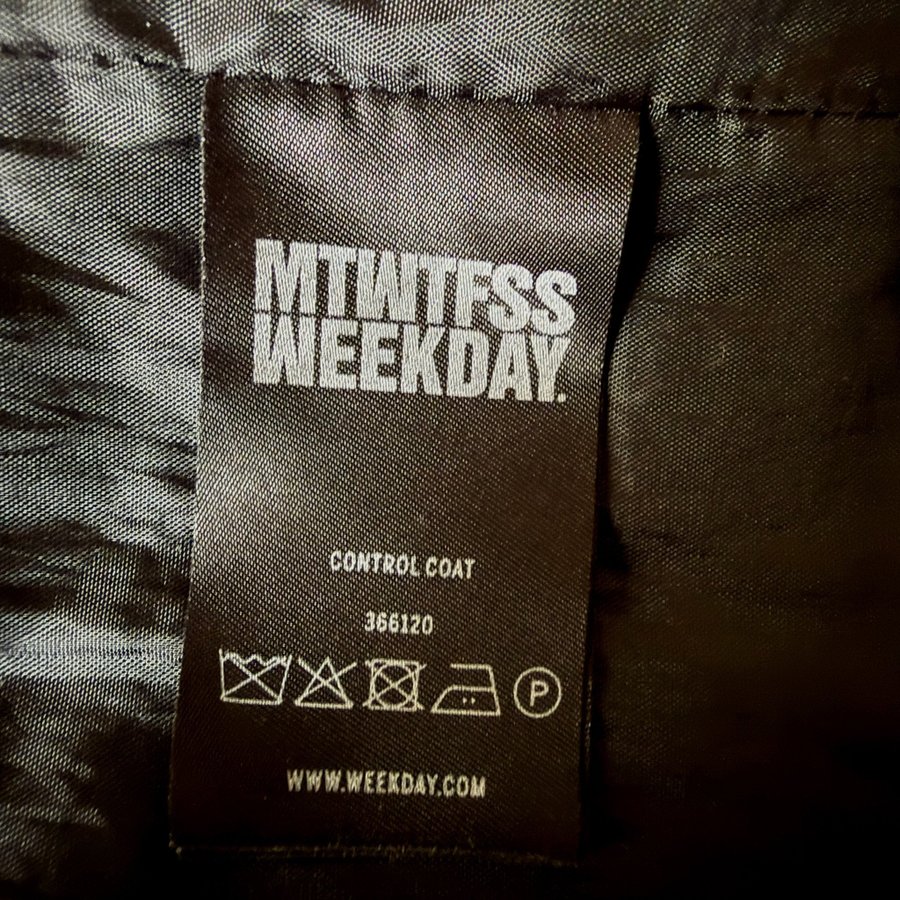 MTWTFSS
WEEKDAY.
CONTROL COAT
366120
P
WWW.WEEKDAY.COM